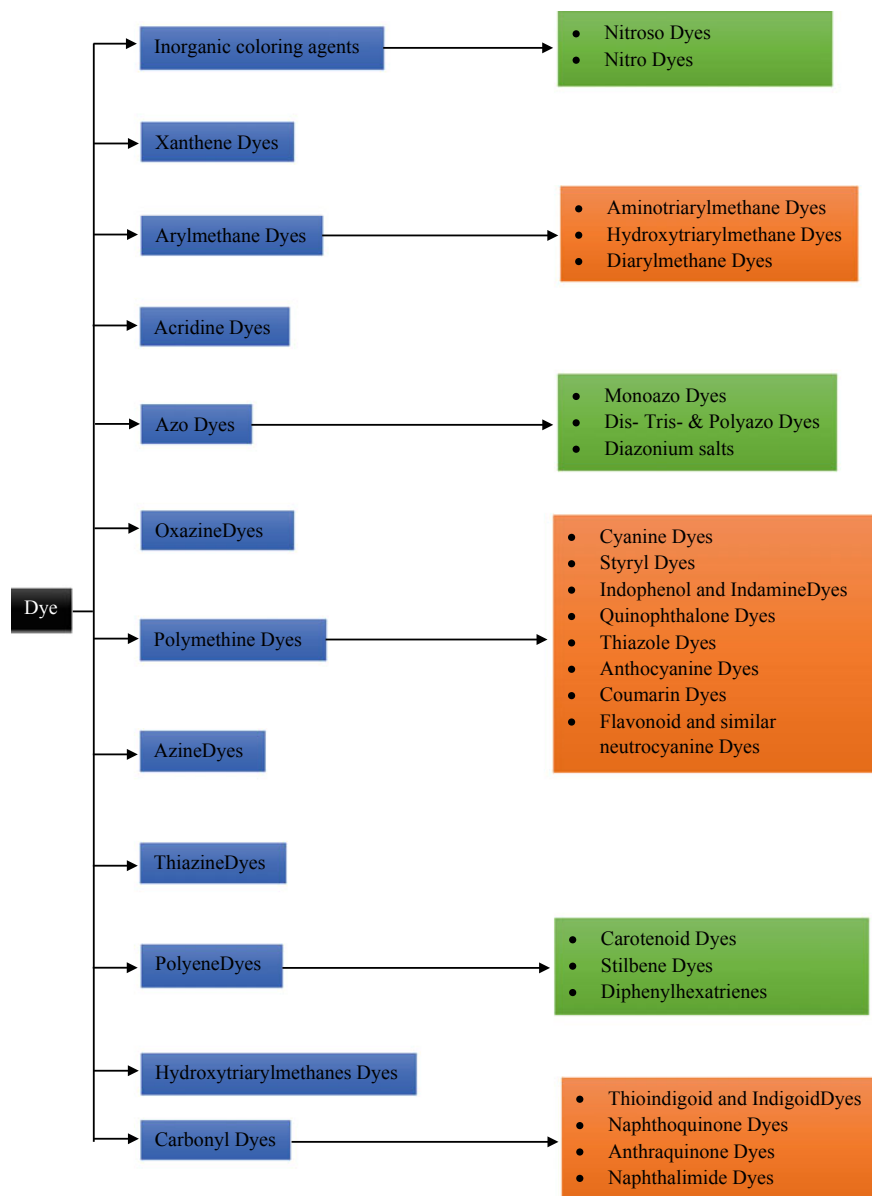 Inorganic coloring agents
• Nitroso Dyes
• Nitro Dyes
Xanthene Dyes
Arylmethane Dyes
• Aminotriarylmethane Dyes
• Hydroxytriarylmethane Dyes
• Diarylmethane Dyes
Acridine Dyes
Azo Dyes
• Monoazo Dyes
• Dis- Tris- & Polyazo Dyes
• Diazonium salts
OxazineDyes
Dye
Polymethine Dyes
• Cyanine Dyes
• Styryl Dyes
• Indophenol and IndamineDyes
• Quinophthalone Dyes
• Thiazole Dyes
• Anthocyanine Dyes
• Coumarin Dyes
• Flavonoid and similar
neutrocyanine Dyes
AzineDyes
ThiazineDyes
PolyeneDyes
• Carotenoid Dyes
• Stilbene Dyes
• Diphenylhexatrienes
Hydroxytriarylmethanes Dyes
Carbonyl Dyes
• Thioindigoid and IndigoidDyes
• Naphthoquinone Dyes
• Anthraquinone Dyes
• Naphthalimide Dyes